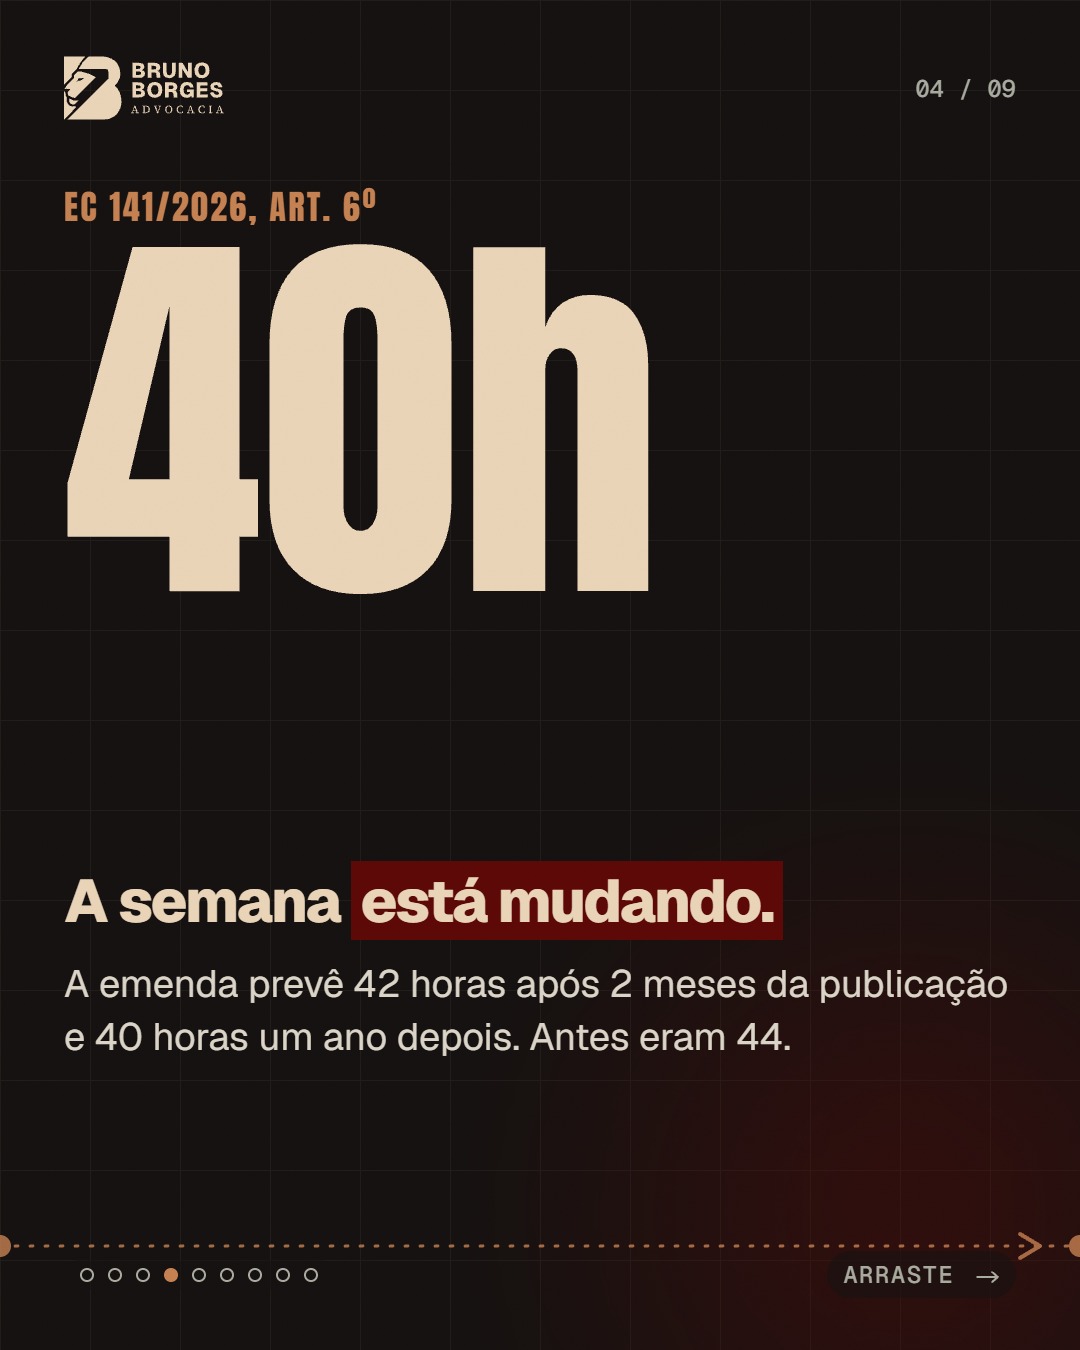 BRUNO
BORGES
ADVOCACIA
04 / 09
EC 141/2026, ART. 6º
40h
A semana está mudando.
A emenda prevê 42 horas após 2 meses da publicação
e 40 horas um ano depois. Antes eram 44.
ARRASTE →